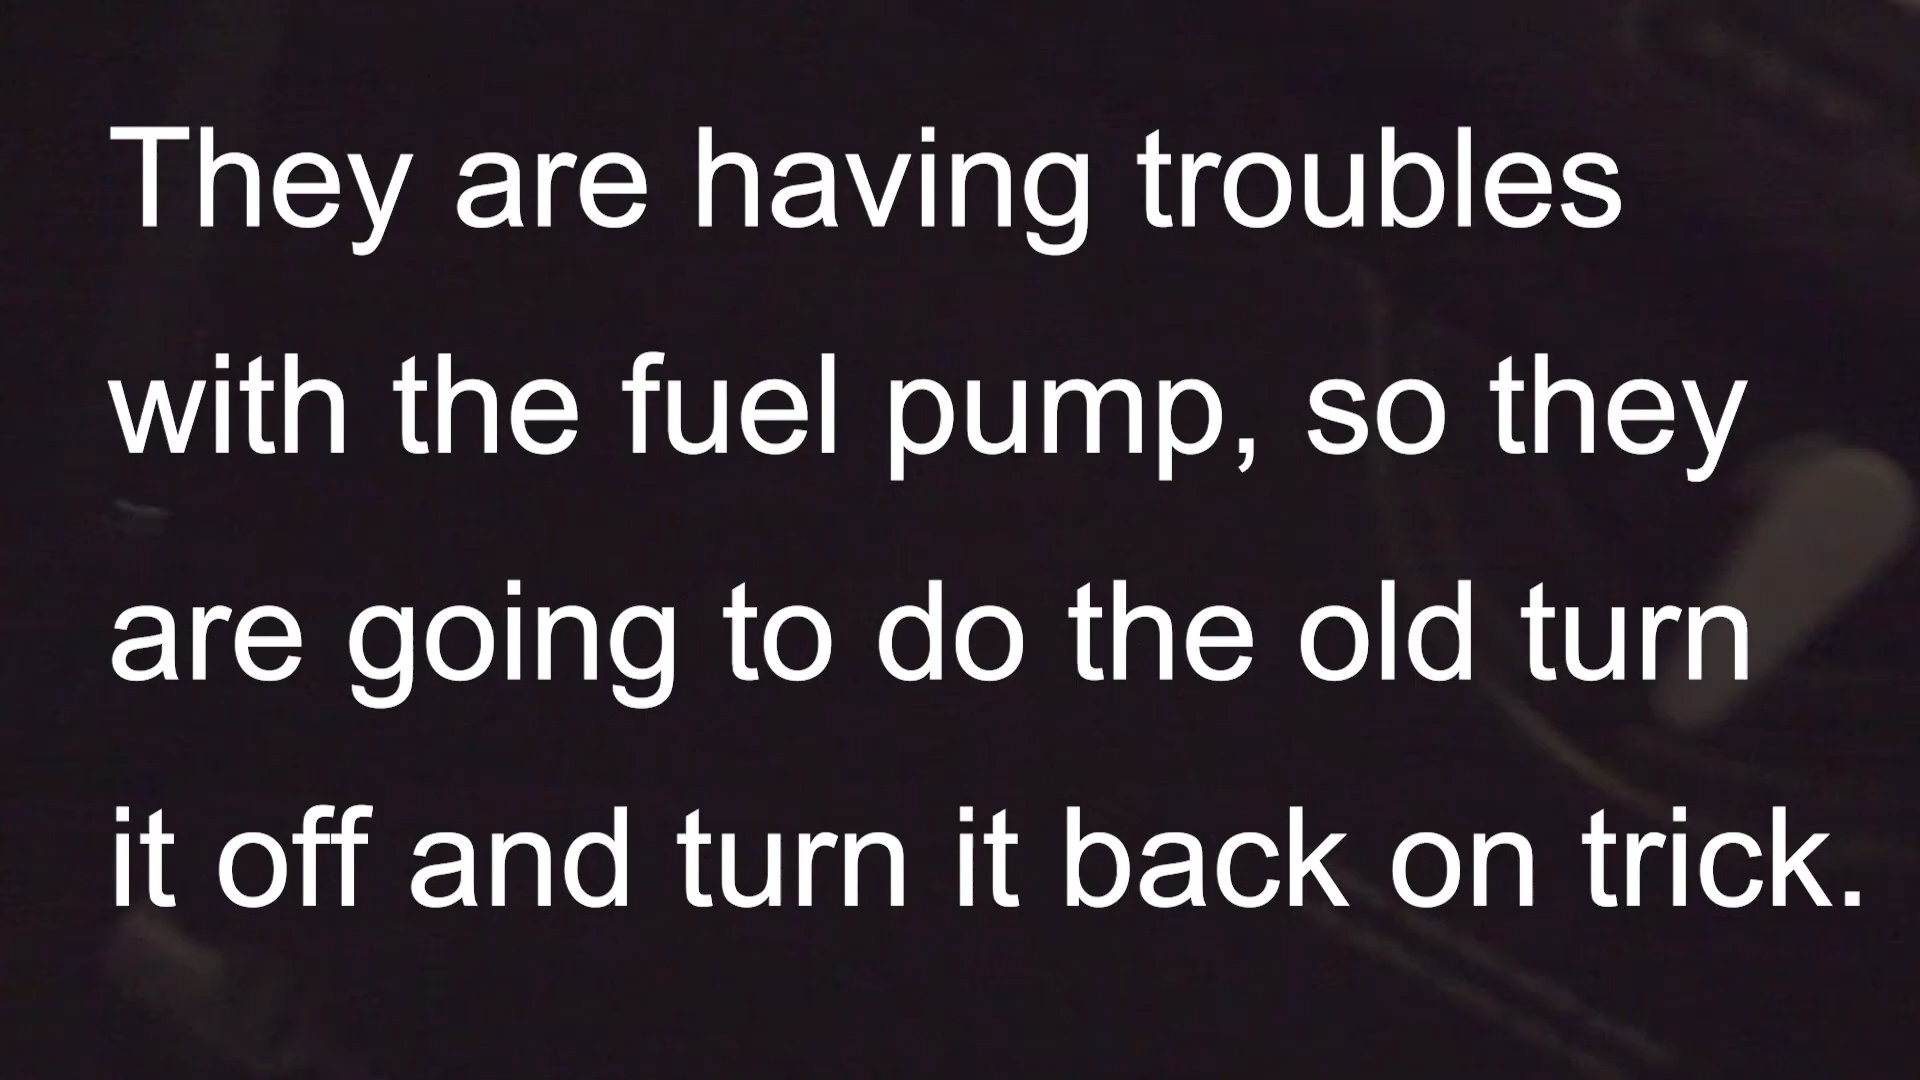 They are having troubles
with the fuel pump, so they
are going to do the old turn
it off and turn it back on trick.